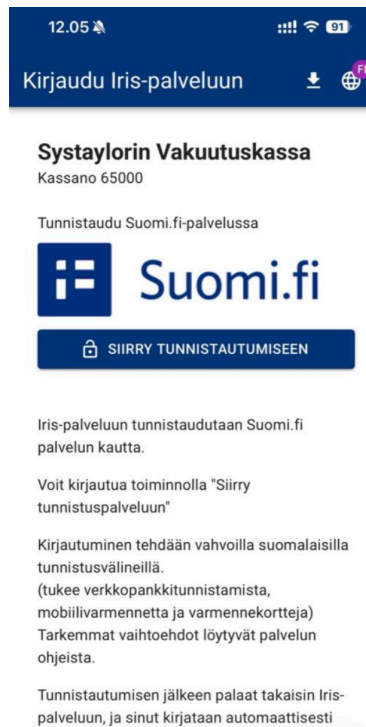 12.05
91
Kirjaudu Iris-palveluun
FI
Systaylorin Vakuutuskassa
Kassano 65000
Tunnistaudu Suomi.fi-palvelussa
Suomi.fi
SIIRRY TUNNISTAUTUMISEEN
Iris-palveluun tunnistaudutaan Suomi.fi
palvelun kautta.
Voit kirjautua toiminnolla "Siirry
tunnistuspalveluun"
Kirjautuminen tehdään vahvoilla suomalaisilla
tunnistusvälineillä.
(tukee verkkopankkitunnistamista,
mobiilivarmennetta ja varmennekortteja)
Tarkemmat vaihtoehdot löytyvät palvelun
ohjeista.
Tunnistautumisen jälkeen palaat takaisin Iris-
palveluun, ja sinut kirjataan automaattisesti